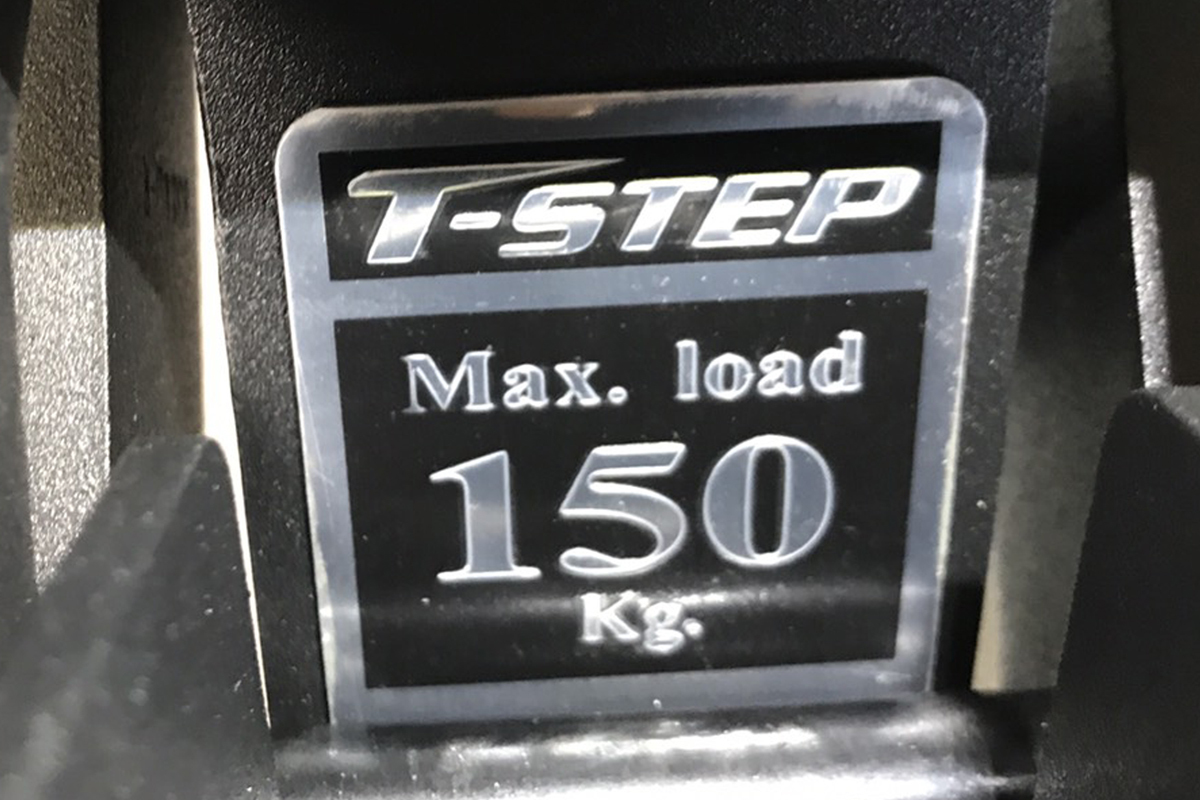 T-STEP
Max. load
150
Kg.